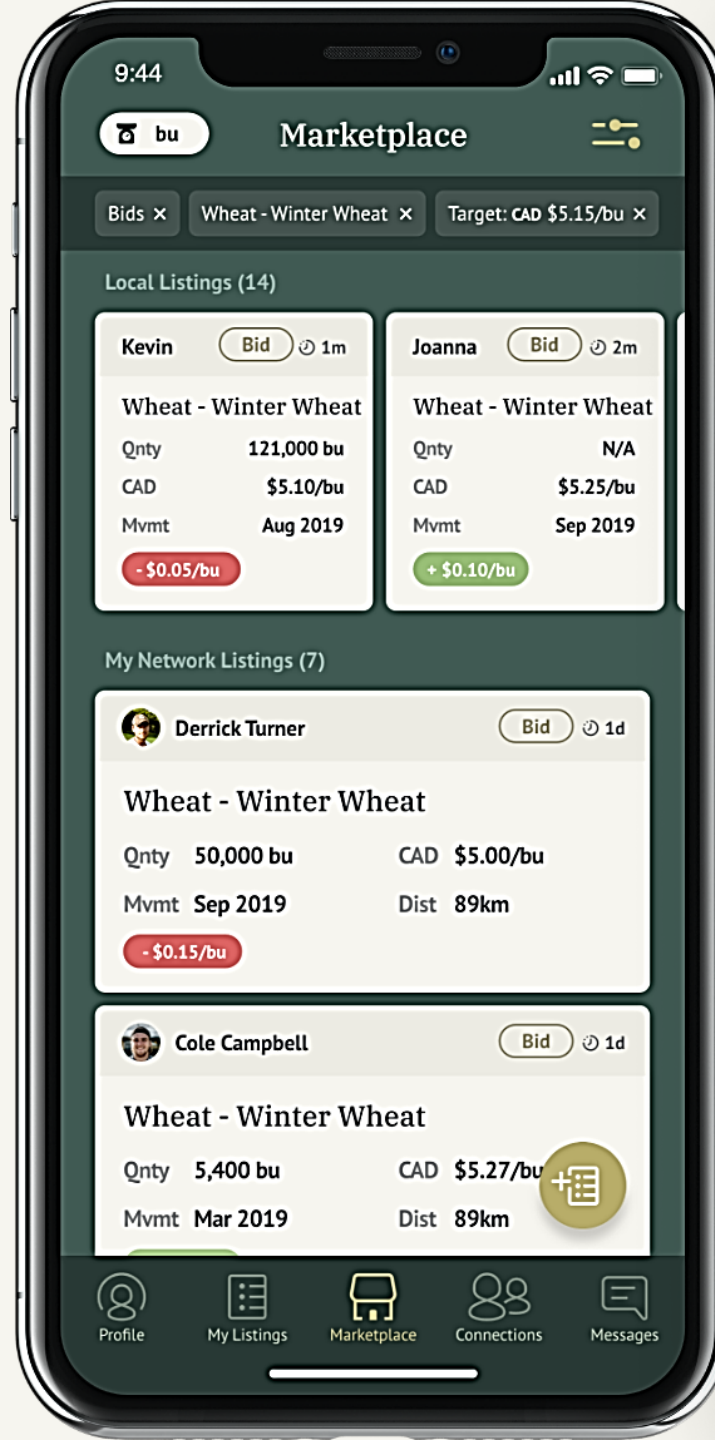 9:44
bu Marketplace
Bids × Wheat - Winter Wheat × Target: CAD $5.15/bu ×
Local Listings (14)
Kevin Bid 1m
Wheat - Winter Wheat
Qnty 121,000 bu
CAD $5.10/bu
Mvmt Aug 2019
- $0.05/bu
Joanna Bid 2m
Wheat - Winter Wheat
Qnty N/A
CAD $5.25/bu
Mvmt Sep 2019
+ $0.10/bu
My Network Listings (7)
Derrick Turner Bid 1d
Wheat - Winter Wheat
Qnty 50,000 bu CAD $5.00/bu
Mvmt Sep 2019 Dist 89km
- $0.15/bu
Cole Campbell Bid 1d
Wheat - Winter Wheat
Qnty 5,400 bu CAD $5.27/bu
Mvmt Mar 2019 Dist 89km
Profile My Listings Marketplace Connections Messages